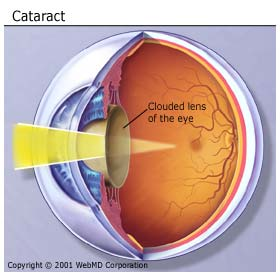 Cataract
Clouded lens
of the eye
Copyright © 2001 WebMD Corporation